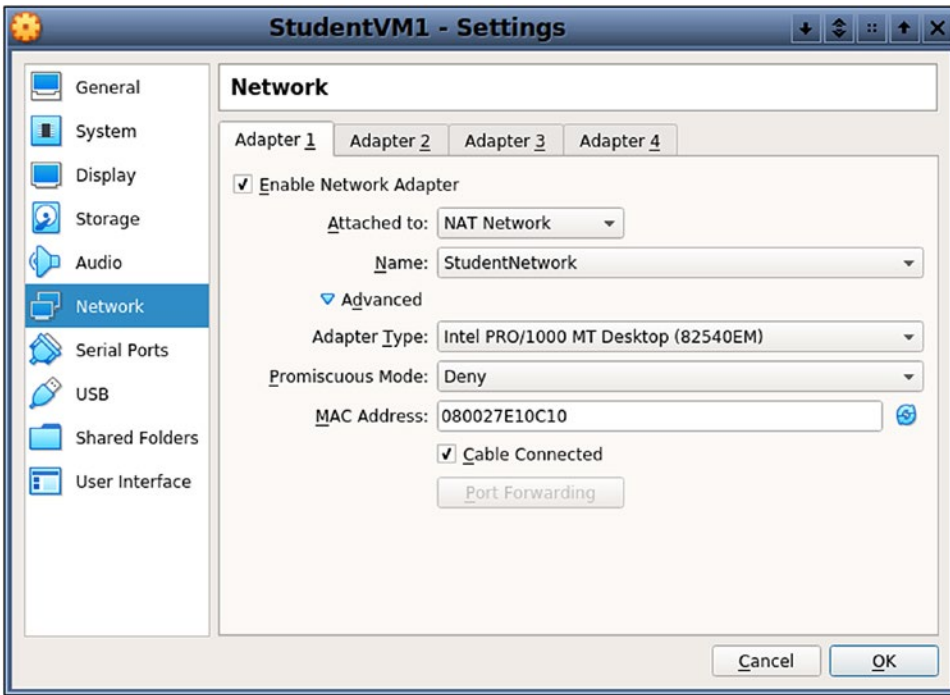 StudentVM1 - Settings
General
System
Display
Storage
Audio
Network
Serial Ports
USB
Shared Folders
User Interface
Network
Adapter 1 Adapter 2 Adapter 3 Adapter 4
Enable Network Adapter
Attached to: NAT Network
Name: StudentNetwork
Advanced
Adapter Type: Intel PRO/1000 MT Desktop (82540EM)
Promiscuous Mode: Deny
MAC Address: 080027E10C10
Cable Connected
Port Forwarding
Cancel OK